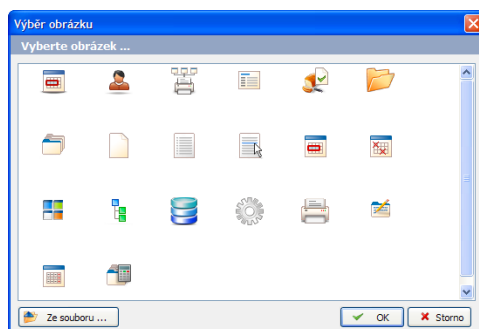 Výběr obrázku
Vyberte obrázek ...
Ze souboru ...
OK
Storno